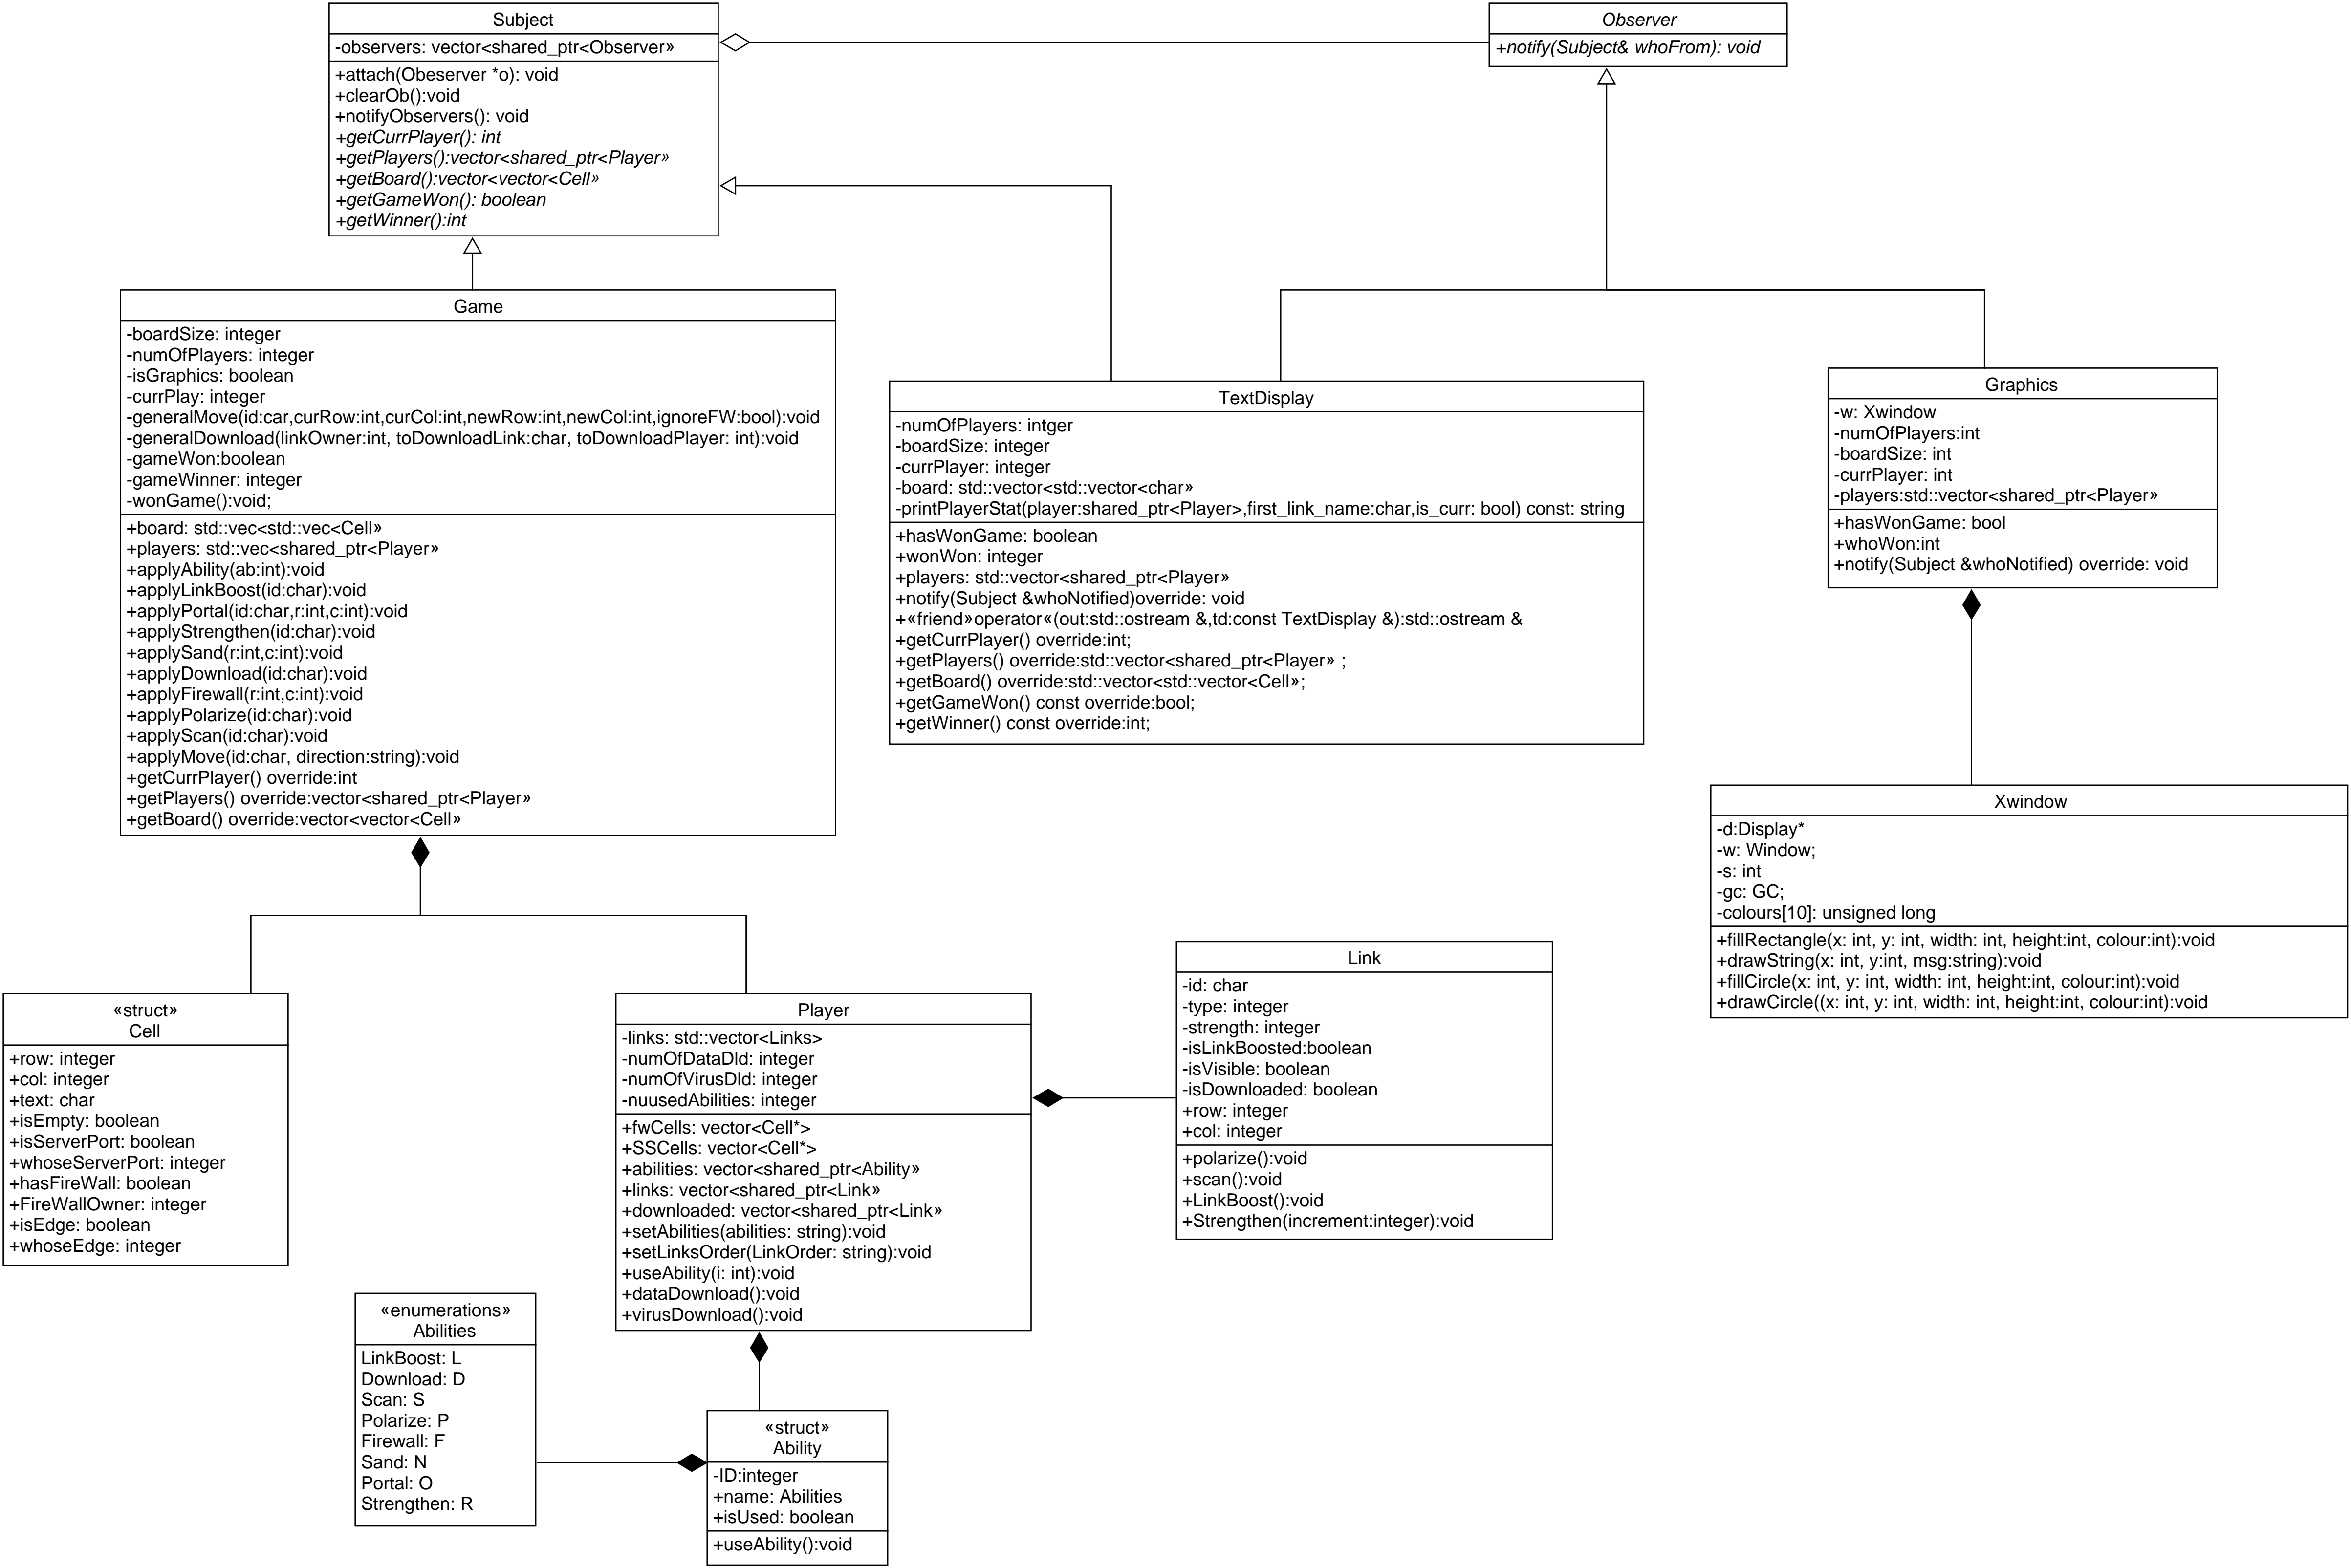 Subject
-observers: vector<shared_ptr<Observer»
+attach(Obeserver *o): void
+clearOb():void
+notifyObservers(): void
+getCurrPlayer(): int
+getPlayers():vector<shared_ptr<Player»
+getBoard():vector<vector<Cell»
+getGameWon(): boolean
+getWinner():int
Observer
+notify(Subject& whoFrom): void
Game
-boardSize: integer
-numOfPlayers: integer
-isGraphics: boolean
-currPlay: integer
-generalMove(id:car,curRow:int,curCol:int,newRow:int,newCol:int,ignoreFW:bool):void
-generalDownload(linkOwner:int, toDownloadLink:char, toDownloadPlayer: int):void
-gameWon:boolean
-gameWinner: integer
-wonGame():void;
+board: std::vec<std::vec<Cell»
+players: std::vec<shared_ptr<Player»
+applyAbility(ab:int):void
+applyLinkBoost(id:char):void
+applyPortal(id:char,r:int,c:int):void
+applyStrengthen(id:char):void
+applySand(r:int,c:int):void
+applyDownload(id:char):void
+applyFirewall(r:int,c:int):void
+applyPolarize(id:char):void
+applyScan(id:char):void
+applyMove(id:char, direction:string):void
+getCurrPlayer() override:int
+getPlayers() override:vector<shared_ptr<Player»
+getBoard() override:vector<vector<Cell»
TextDisplay
-numOfPlayers: intger
-boardSize: integer
-currPlayer: integer
-board: std::vector<std::vector<char»
-printPlayerStat(player:shared_ptr<Player>,first_link_name:char,is_curr: bool) const: string
+hasWonGame: boolean
+wonWon: integer
+players: std::vector<shared_ptr<Player»
+notify(Subject &whoNotified)override: void
+«friend»operator«(out:std::ostream &,td:const TextDisplay &):std::ostream &
+getCurrPlayer() override:int;
+getPlayers() override:std::vector<shared_ptr<Player» ;
+getBoard() override:std::vector<std::vector<Cell»;
+getGameWon() const override:bool;
+getWinner() const override:int;
Graphics
-w: Xwindow
-numOfPlayers:int
-boardSize: int
-currPlayer: int
-players:std::vector<shared_ptr<Player»
+hasWonGame: bool
+whoWon:int
+notify(Subject &whoNotified) override: void
Xwindow
-d:Display*
-w: Window;
-s: int
-gc: GC;
-colours[10]: unsigned long
+fillRectangle(x: int, y: int, width: int, height:int, colour:int):void
+drawString(x: int, y:int, msg:string):void
+fillCircle(x: int, y: int, width: int, height:int, colour:int):void
+drawCircle((x: int, y: int, width: int, height:int, colour:int):void
«struct»
Cell
+row: integer
+col: integer
+text: char
+isEmpty: boolean
+isServerPort: boolean
+whoseServerPort: integer
+hasFireWall: boolean
+FireWallOwner: integer
+isEdge: boolean
+whoseEdge: integer
Player
-links: std::vector<Links>
-numOfDataDld: integer
-numOfVirusDld: integer
-nuusedAbilities: integer
+fwCells: vector<Cell*>
+SSCells: vector<Cell*>
+abilities: vector<shared_ptr<Ability»
+links: vector<shared_ptr<Link»
+downloaded: vector<shared_ptr<Link»
+setAbilities(abilities: string):void
+setLinksOrder(LinkOrder: string):void
+useAbility(i: int):void
+dataDownload():void
+virusDownload():void
Link
-id: char
-type: integer
-strength: integer
-isLinkBoosted:boolean
-isVisible: boolean
-isDownloaded: boolean
+row: integer
+col: integer
+polarize():void
+scan():void
+LinkBoost():void
+Strengthen(increment:integer):void
«enumerations»
Abilities
LinkBoost: L
Download: D
Scan: S
Polarize: P
Firewall: F
Sand: N
Portal: O
Strengthen: R
«struct»
Ability
-ID:integer
+name: Abilities
+isUsed: boolean
+useAbility():void